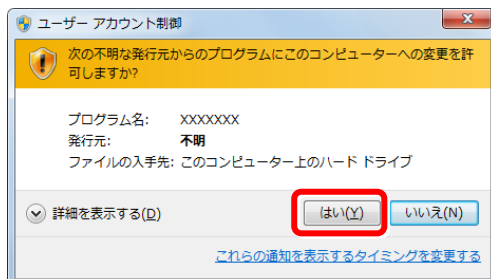 ユーザー アカウント制御
次の不明な発行元からのプログラムにこのコンピューターへの変更を許
可しますか?
プログラム名: XXXXXXX
発行元: 不明
ファイルの入手先: このコンピューター上のハード ドライブ
詳細を表示する(D) はい(Y) いいえ(N)
これらの通知を表示するタイミングを変更する